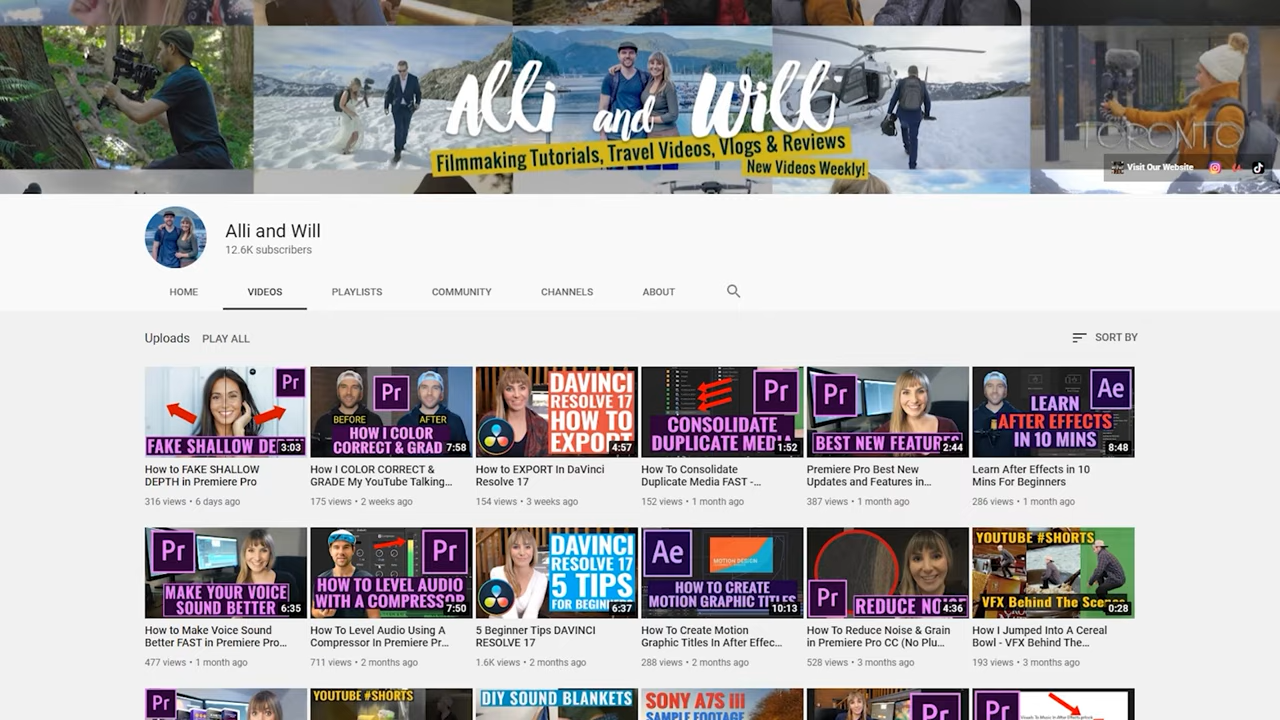 Alli and Will
Filmmaking Tutorials, Travel Videos, Vlogs & Reviews
New Videos Weekly!
TORONTO
Visit Our Website
Alli and Will
12.6K subscribers
HOME VIDEOS PLAYLISTS COMMUNITY CHANNELS ABOUT
Uploads PLAY ALL SORT BY
Pr
FAKE SHALLOW DE
3:03
How to FAKE SHALLOW
DEPTH in Premiere Pro
316 views • 6 days ago
Pr
BEFORE AFTER
HOW I COLOR
CORRECT & GRAD
7:58
How I COLOR CORRECT &
GRADE My YouTube Talking...
175 views • 2 weeks ago
DAVINCI
RESOLVE 17
HOW TO
EXPORT
4:57
How to EXPORT In DaVinci
Resolve 17
154 views • 3 weeks ago
Pr
CONSOLIDATE
DUPLICATE MEDIA
1:52
How To Consolidate
Duplicate Media FAST -...
152 views • 1 month ago
Pr
BEST NEW FEATURES
2:44
Premiere Pro Best New
Updates and Features in...
387 views • 1 month ago
Ae
LEARN
AFTER EFFECTS
IN 10 MINS
8:48
Learn After Effects in 10
Mins For Beginners
286 views • 1 month ago
Pr
MAKE YOUR VOICE
SOUND BETTER
6:35
How to Make Voice Sound
Better FAST in Premiere Pro...
477 views • 1 month ago
Pr
HOW TO LEVEL AUDIO
WITH A COMPRESSOR
7:50
How To Level Audio Using A
Compressor In Premiere Pr...
711 views • 2 months ago
DAVINCI
RESOLVE 17
5 TIPS
FOR BEGINNERS
6:37
5 Beginner Tips DAVINCI
RESOLVE 17
1.6K views • 2 months ago
Ae
MOTION DESIGN
HOW TO CREATE
MOTION GRAPHIC TITLES
10:13
How To Create Motion
Graphic Titles In After Effec...
288 views • 2 months ago
Pr
REDUCE NOISE
4:36
How To Reduce Noise & Grain
in Premiere Pro CC (No Plu...
528 views • 3 months ago
YOUTUBE #SHORTS
VFX Behind The Scenes
0:28
How I Jumped Into A Cereal
Bowl - VFX Behind The...
193 views • 3 months ago
Pr
YOUTUBE #SHORTS
DIY SOUND BLANKETS
SONY A7S III
SAMPLE FOOTAGE
Pr
Pr